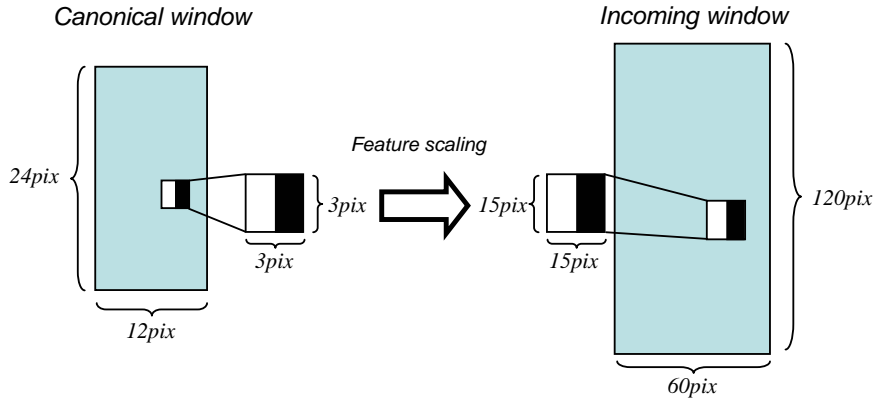 Canonical window
Incoming window
24pix
3pix
3pix
12pix
Feature scaling
15pix
15pix
120pix
60pix